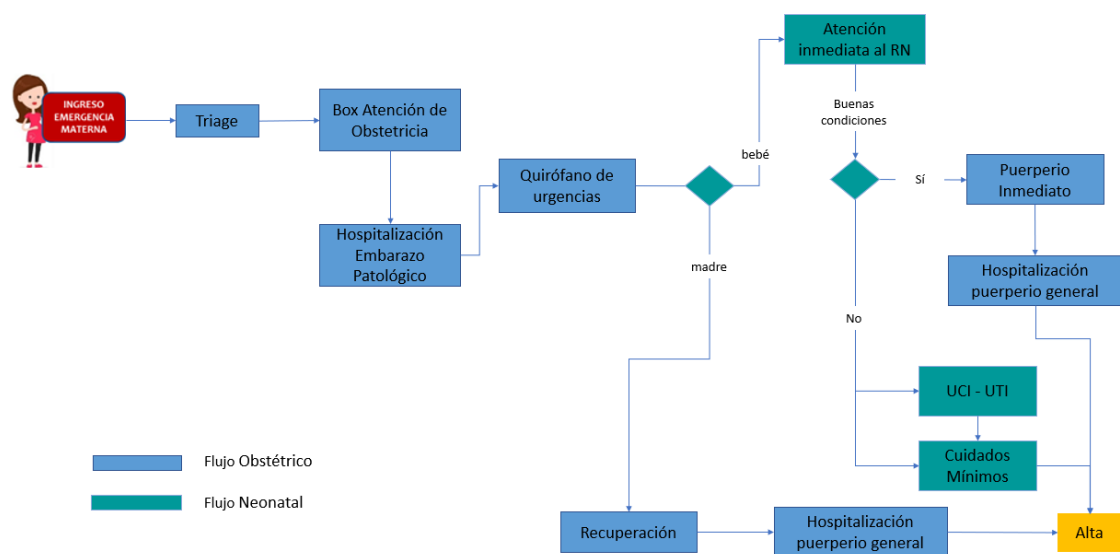 INGRESO
EMERGENCIA
MATERNA
Triage
Box Atención de
Obstetricia
Hospitalización
Embarazo
Patológico
Quirófano de
urgencias
bebé
madre
Atención
inmediata al RN
Buenas
condiciones
Sí
No
Puerperio
Inmediato
Hospitalización
puerperio general
UCI - UTI
Cuidados
Mínimos
Recuperación
Hospitalización
puerperio general
Alta
Flujo Obstétrico
Flujo Neonatal